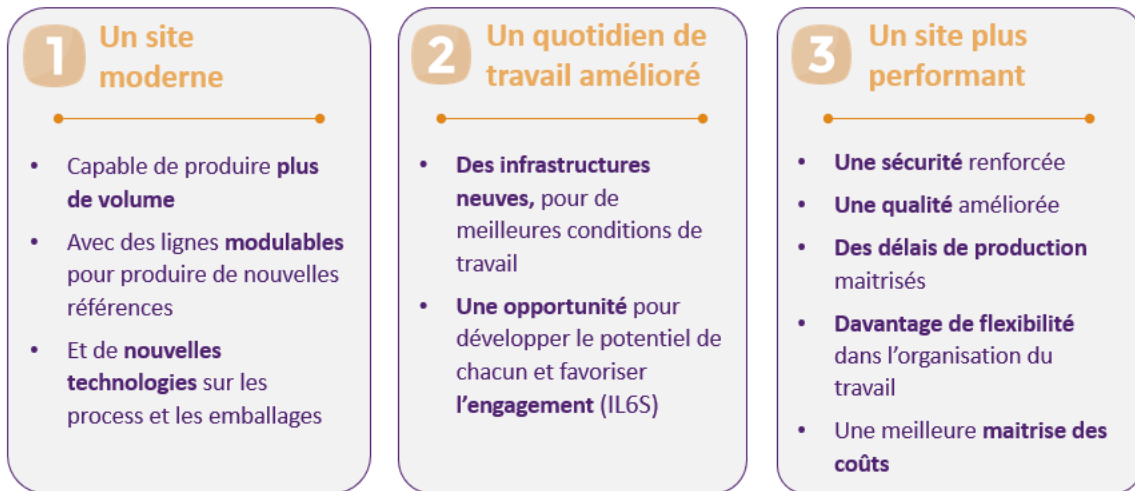 1 Un site
moderne
• Capable de produire plus
de volume
• Avec des lignes modulables
pour produire de nouvelles
références
• Et de nouvelles
technologies sur les
process et les emballages
2 Un quotidien de
travail amélioré
• Des infrastructures
neuves, pour de
meilleures conditions de
travail
• Une opportunité pour
développer le potentiel de
chacun et favoriser
l’engagement (IL6S)
3 Un site plus
performant
• Une sécurité renforcée
• Une qualité améliorée
• Des délais de production
maitrisés
• Davantage de flexibilité
dans l’organisation du
travail
• Une meilleure maitrise des
coûts